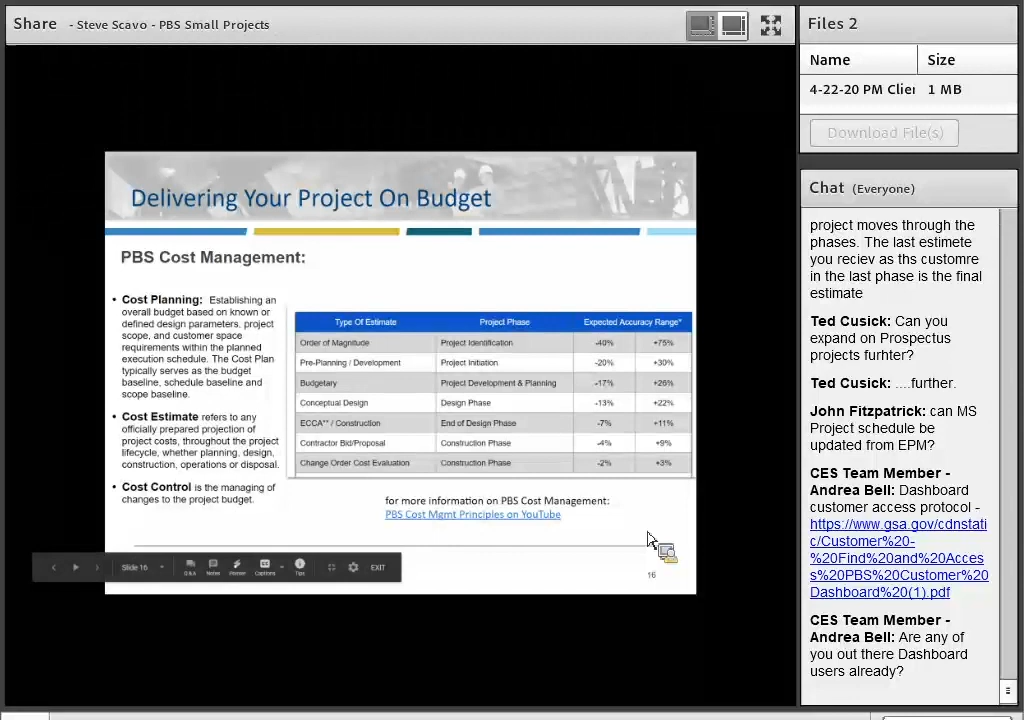 Share - Steve Scavo - PBS Small Projects
Delivering Your Project On Budget
PBS Cost Management:
• Cost Planning: Establishing an
overall budget based on known or
defined design parameters, project
scope, and customer space
requirements within the planned
execution schedule. The Cost Plan
typically serves as the budget
baseline, schedule baseline and
scope baseline.
• Cost Estimate refers to any
officially prepared projection of
project costs, throughout the project
lifecycle, whether planning, design,
construction, operations or disposal.
• Cost Control is the managing of
changes to the project budget.
Type Of Estimate Project Phase Expected Accuracy Range*
Order of Magnitude Project Identification -40% +75%
Pre-Planning / Development Project Initiation -20% +30%
Budgetary Project Development & Planning -17% +26%
Conceptual Design Design Phase -13% +22%
ECCA** / Construction End of Design Phase -7% +11%
Contractor Bid/Proposal Construction Phase -4% +9%
Change Order Cost Evaluation Construction Phase -2% +3%
for more information on PBS Cost Management:
PBS Cost Mgmt Principles on YouTube
Slide 16 Q&A Notes Pointer Captions Tips EXIT
16
Files 2
Name Size
4-22-20 PM Clier 1 MB
Download File(s)
Chat (Everyone)
project moves through the
phases. The last estimete
you reciev as ths customre
in the last phase is the final
estimate
Ted Cusick: Can you
expand on Prospectus
projects furhter?
Ted Cusick: ....further.
John Fitzpatrick: can MS
Project schedule be
updated from EPM?
CES Team Member -
Andrea Bell: Dashboard
customer access protocol -
https://www.gsa.gov/cdnstati
c/Customer%20-
%20Find%20and%20Acces
s%20PBS%20Customer%20
Dashboard%20(1).pdf
CES Team Member -
Andrea Bell: Are any of
you out there Dashboard
users already?